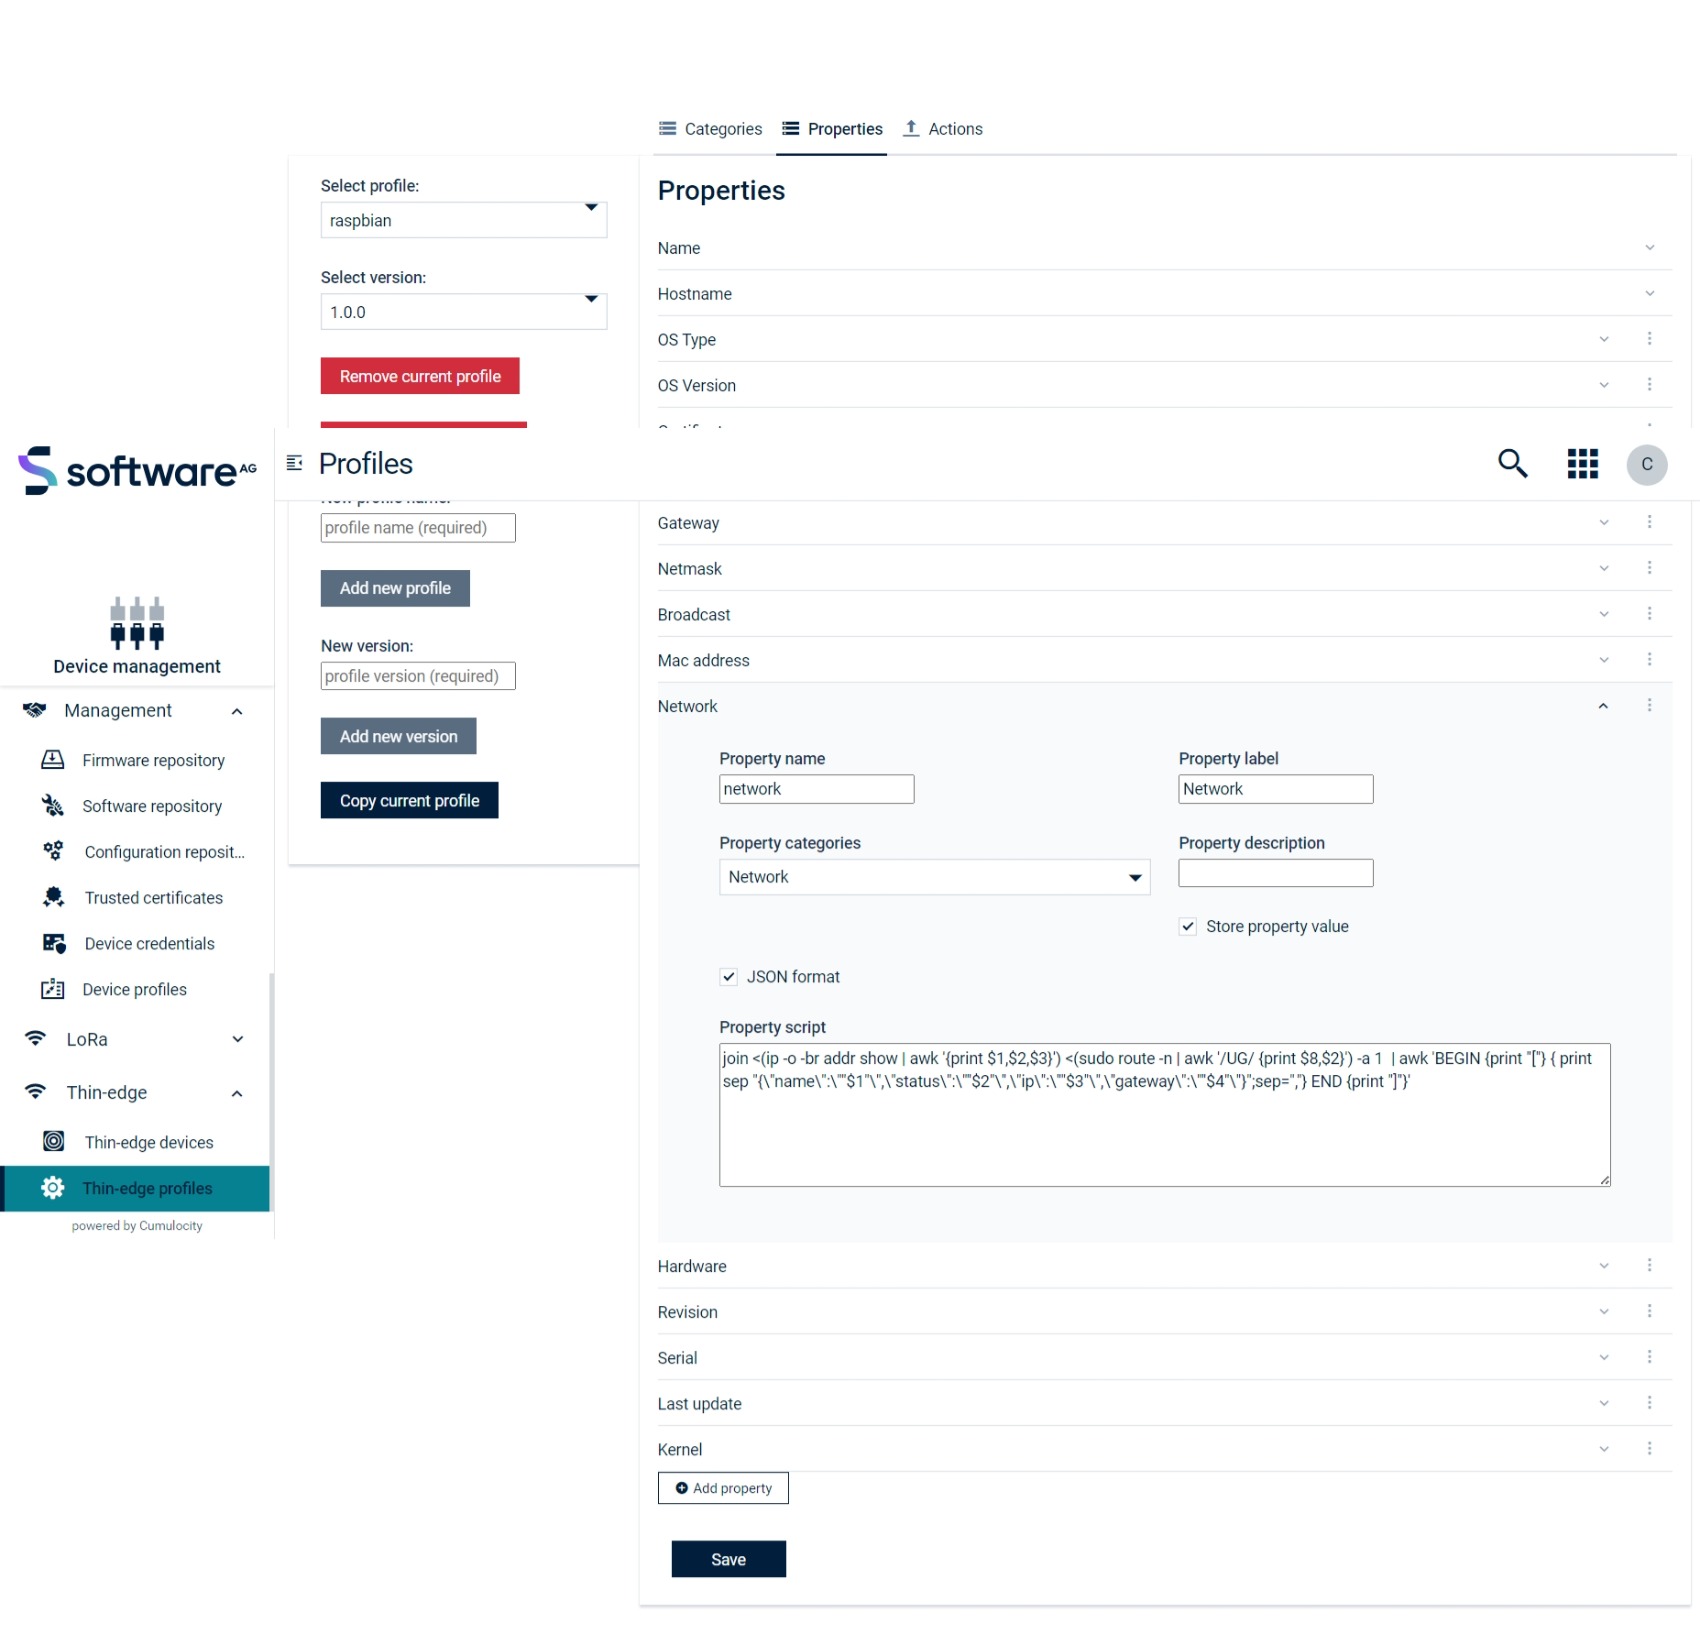 Categories
Properties
Actions
Select profile:
raspbian
Select version:
1.0.0
Remove current profile
Properties
Name
Hostname
OS Type
OS Version
software AG
Profiles
C
Device management
Management
Firmware repository
Software repository
Configuration reposit...
Trusted certificates
Device credentials
Device profiles
LoRa
Thin-edge
Thin-edge devices
Thin-edge profiles
powered by Cumulocity
profile name (required)
Add new profile
New version:
profile version (required)
Add new version
Copy current profile
Gateway
Netmask
Broadcast
Mac address
Network
Property name
network
Property label
Network
Property categories
Network
Property description
Store property value
JSON format
Property script
join <(ip -o -br addr show | awk '{print $1,$2,$3}') <(sudo route -n | awk '/UG/ {print $8,$2}') -a 1  | awk 'BEGIN {print "["} { print
sep "{\"name\":\""$1"\",\"status\":\""$2"\",\"ip\":\""$3"\",\"gateway\":\""$4"\"}";sep=","} END {print "]"}'
Hardware
Revision
Serial
Last update
Kernel
Add property
Save